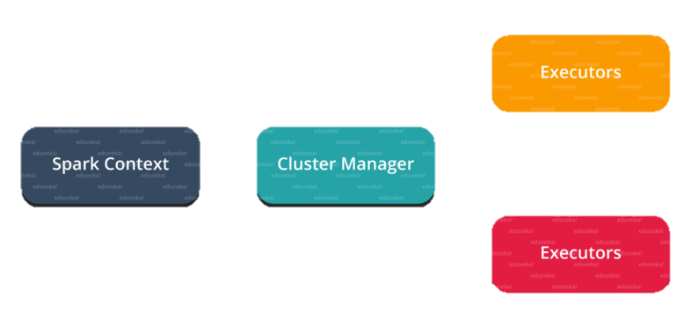 Executors
Spark Context
Cluster Manager
Executors